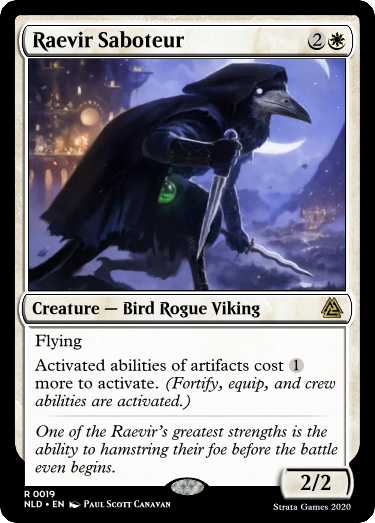 Raevir Saboteur 2
Creature — Bird Rogue Viking
Flying
Activated abilities of artifacts cost 1
more to activate. (Fortify, equip, and crew
abilities are activated.)
One of the Raevir's greatest strengths is the
ability to hamstring their foe before the battle
even begins.
2/2
R 0019
NLD • EN Paul Scott Canavan
Strata Games 2020